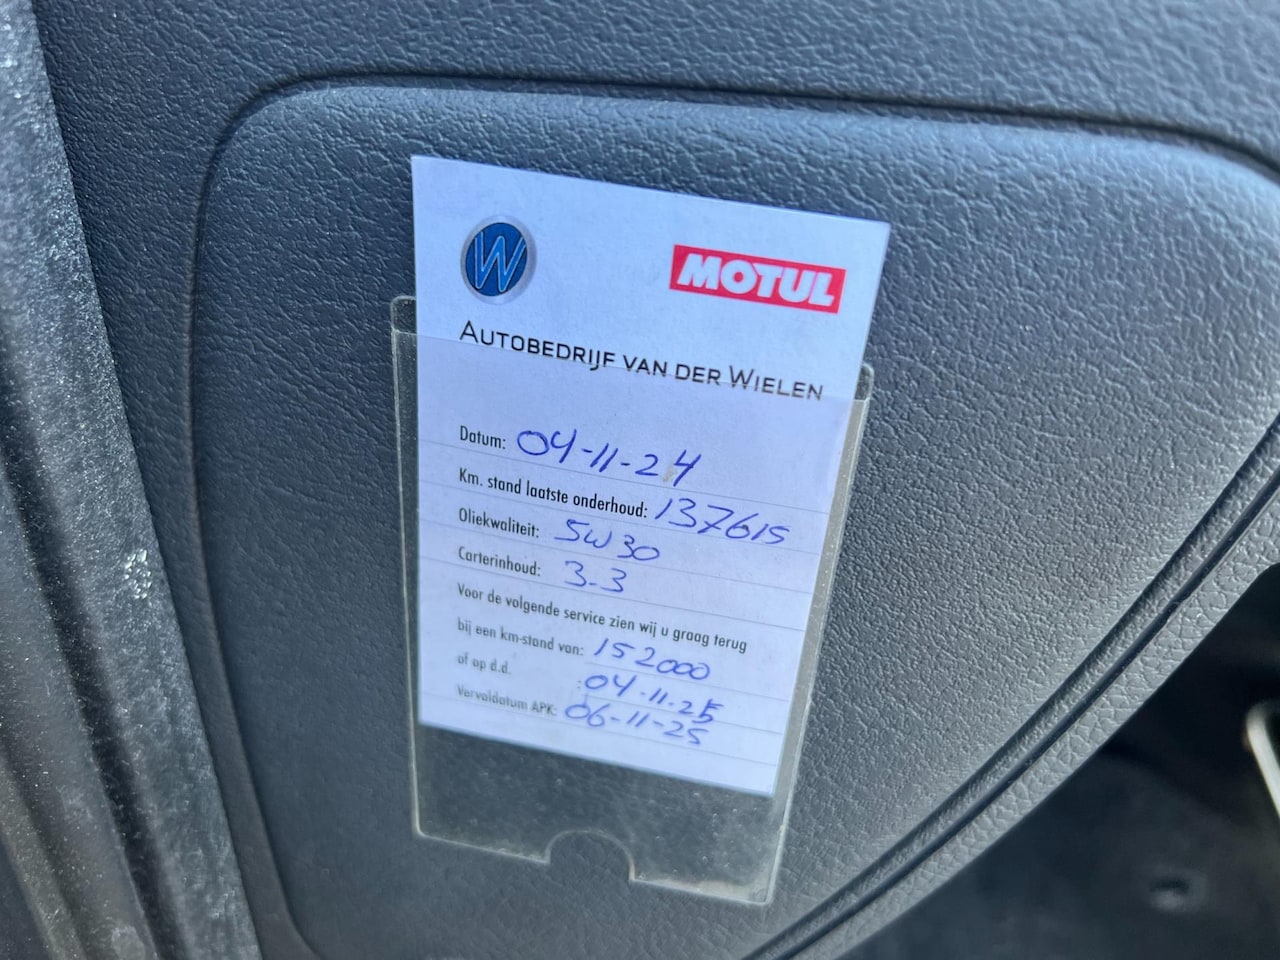 W
MOTUL
AUTOBEDRIJF VAN DER WIELEN
Datum: 04-11-24
Km. stand laatste onderhoud: 137615
Oliekwaliteit: 5W30
Carterinhoud: 3-3
Voor de volgende service zien wij u graag terug
bij een km-stand van: 152000
of op d.d. : 04-11-25
Vervaldatum APK: 06-11-25